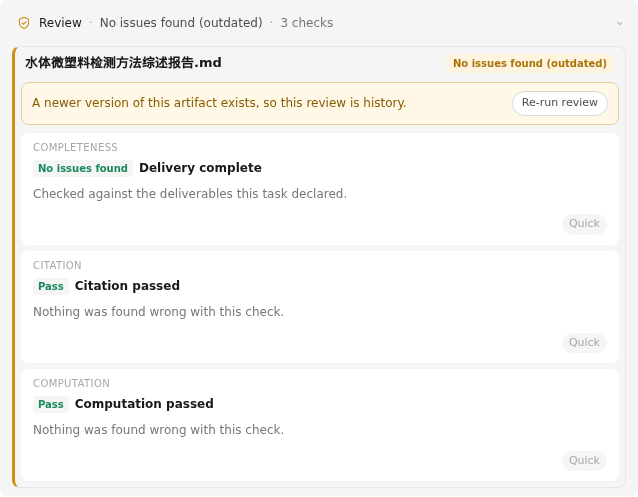 Review · No issues found (outdated) · 3 checks
水体微塑料检测方法综述报告.md
No issues found (outdated)
A newer version of this artifact exists, so this review is history.
Re-run review
COMPLETENESS
No issues found Delivery complete
Checked against the deliverables this task declared.
Quick
CITATION
Pass Citation passed
Nothing was found wrong with this check.
Quick
COMPUTATION
Pass Computation passed
Nothing was found wrong with this check.
Quick